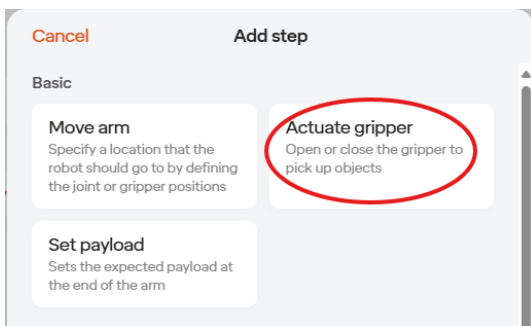 Cancel Add step
Basic
Move arm
Specify a location that the
robot should go to by defining
the joint or gripper positions
Actuate gripper
Open or close the gripper to
pick up objects
Set payload
Sets the expected payload at
the end of the arm